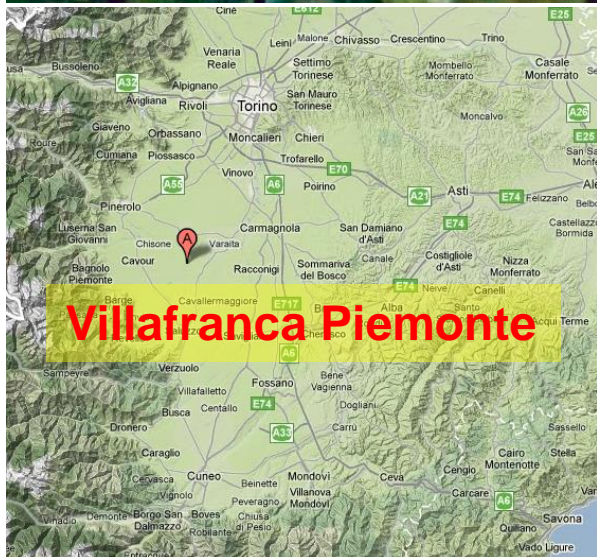 Cirié E612 E25
Leini Malone Chivasso Crescentino Trino
Venaria Reale
Settimo Torinese
Casale Monferrato
Bussoleno
A32
Alpignano
Mombello Monferrato
Avigliana Rivoli Torino
San Mauro Torinese
Moncalvo
A26
Giaveno Orbassano
Moncalieri Chieri
E25
Roure
Cumiana Piossasco
Trofarello
Vinovo
E70
A55 A6 Poirino
A21 Asti E74 Felizzano
Pinerolo
Luserna San Giovanni
Chisone
A
Varaita
Carmagnola
San Damiano d'Asti
E74
Castellazzo Bormida
Cavour
Bagnolo Piemonte
Racconigi
Sommariva del Bosco
Canale
Costigliole d'Asti
Nizza Monferrato
E74 Neive Canelli
Barge
Cavallermaggiore E717
Alba
Santo
Villafranca Piemonte
Acqui Terme
A6
Sampeyre
Verzuolo
Fossano
Bene Vagienna
Villafalletto
E74
Dogliani
Busca Centallo
Dronero
A33
Carrù
Sassello
Caraglio
Cairo Montenotte
Stella
Cervasca
Cuneo
Beinette
Mondovì
Ceva
Cengio
Vignolo
Peveragno
Villanova Mondovì
Carcare
A6
Vinadio Demonte Borgo San Dalmazzo
Boves
Chiusa di Pesio
Robilante
Savona
Quiliano
Entracque
Vado Ligure